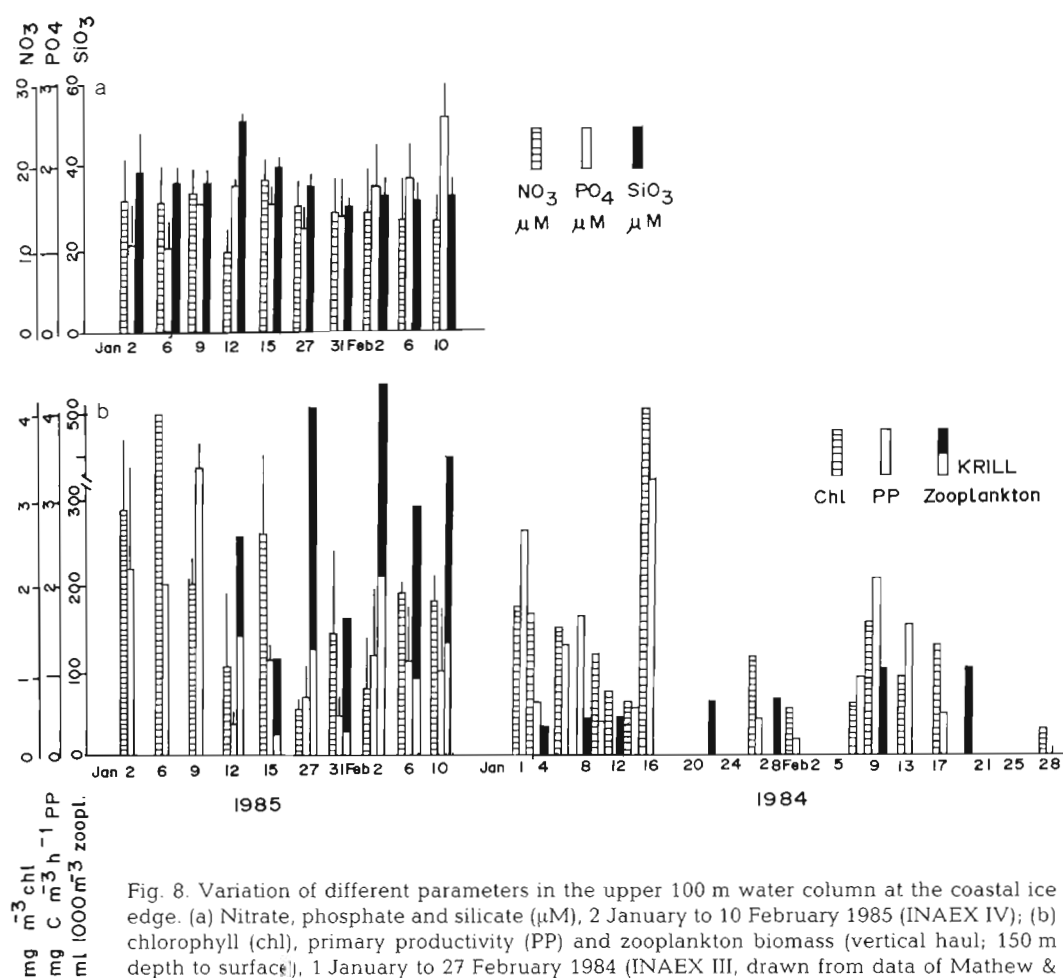 NO3
PO4
SiO3
30 3 60 a
20 2 40
10 1 20
0 0 0
Jan 2 6 9 12 15 27 31 Feb 2 6 10
NO3 PO4 SiO3
μM μM μM
4 4 500 b
3 3 300
2 2 200
1 1 100
0 0 0
KRILL
Chl PP Zooplankton
Jan 2 6 9 12 15 27 31 Feb 2 6 10
Jan 1 4 8 12 16 20 24 28 Feb 2 5 9 13 17 21 25 28
1985 1984
mg m-3 chl
mg C m-3 h-1 PP
ml 1000 m-3 zoopl.
Fig. 8. Variation of different parameters in the upper 100 m water column at the coastal ice
edge. (a) Nitrate, phosphate and silicate (μM), 2 January to 10 February 1985 (INAEX IV); (b)
chlorophyll (chl), primary productivity (PP) and zooplankton biomass (vertical haul; 150 m
depth to surface), 1 January to 27 February 1984 (INAEX III, drawn from data of Mathew &